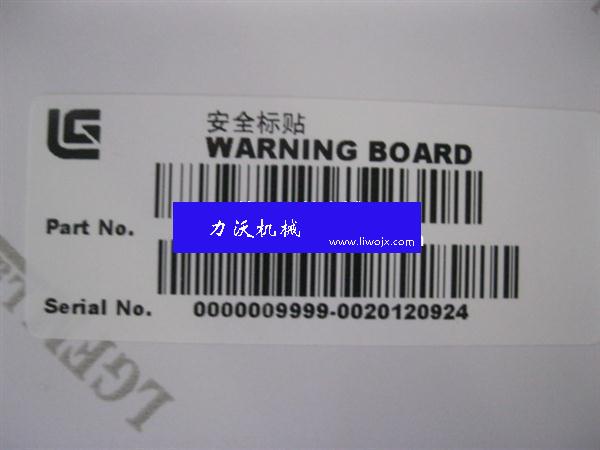 LG
安全标贴
WARNING BOARD
Part No.
力沃机械
www.liwojx.com
Serial No.
0000009999-0020120924